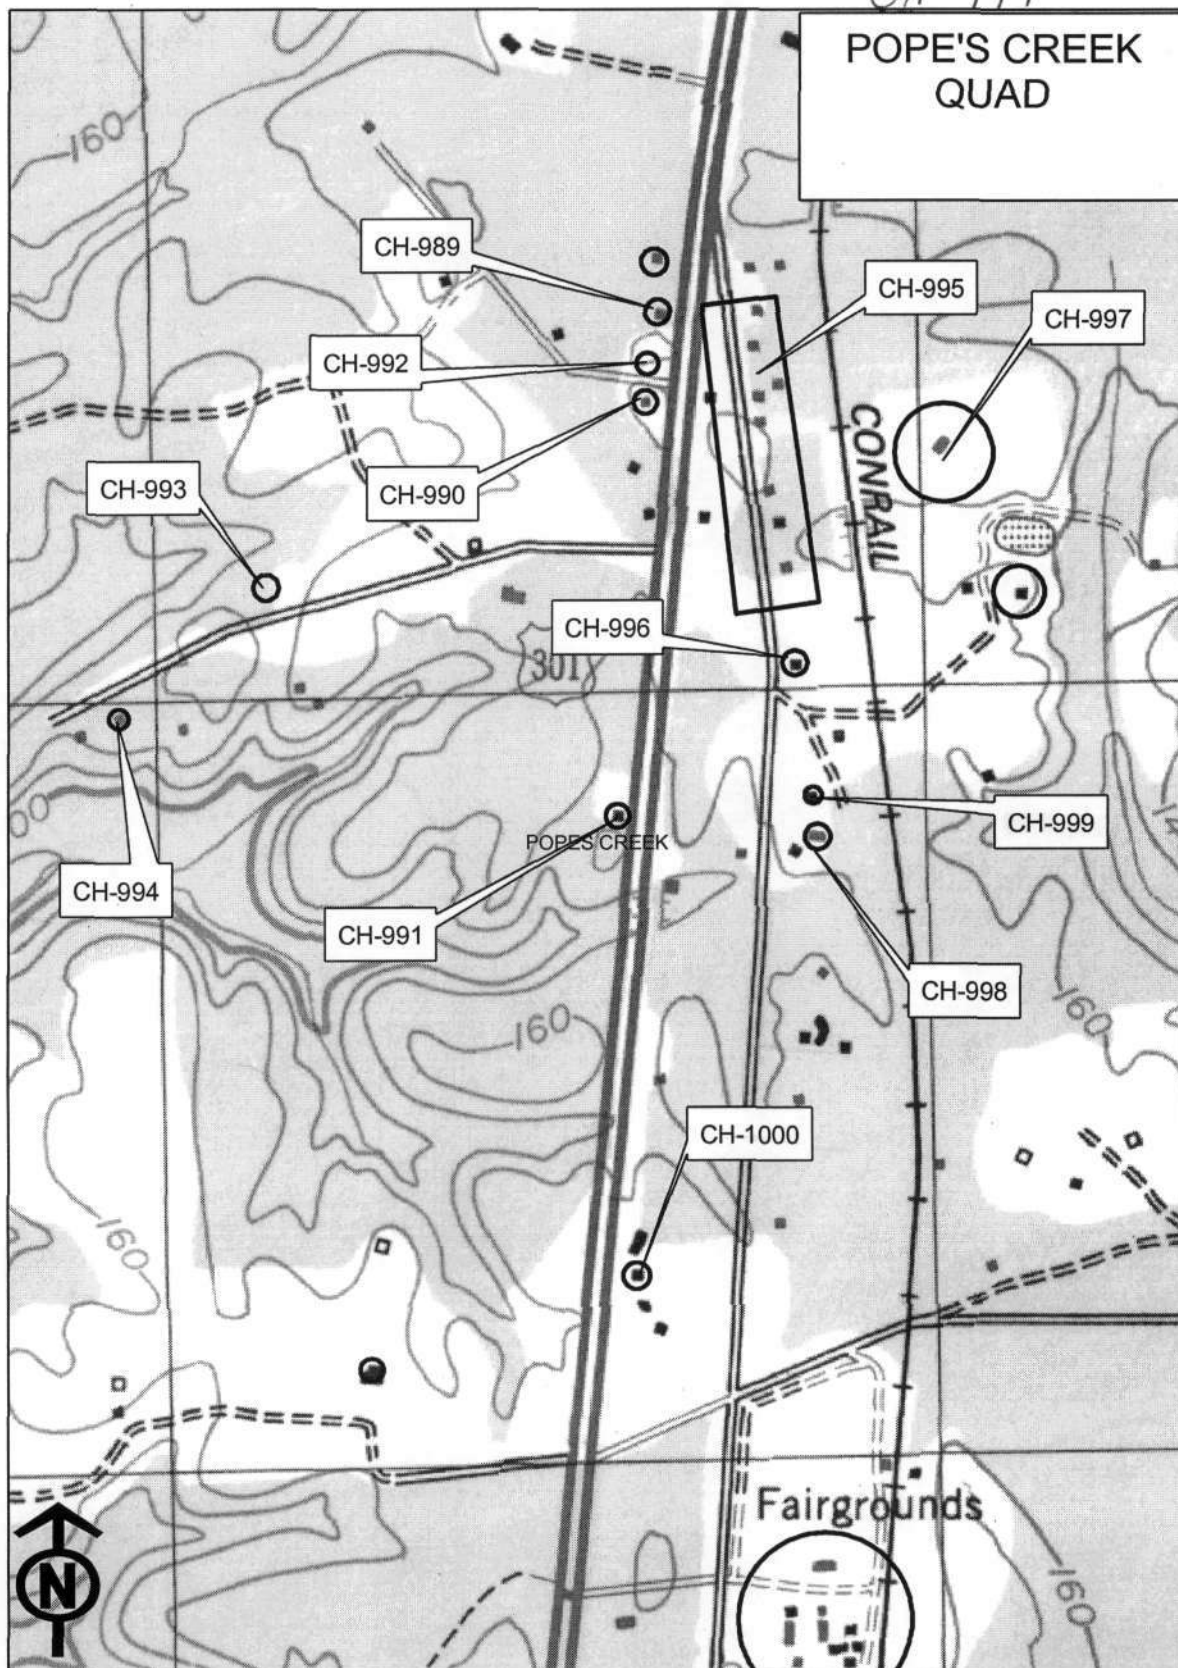 POPE'S CREEK
QUAD
160
CH-989
CH-995
CH-997
CH-992
CONRAIL
CH-993
CH-990
CH-996
301
CH-999
POPES CREEK
CH-994
CH-991
CH-998
160
160
CH-1000
160
Fairgrounds
N
160